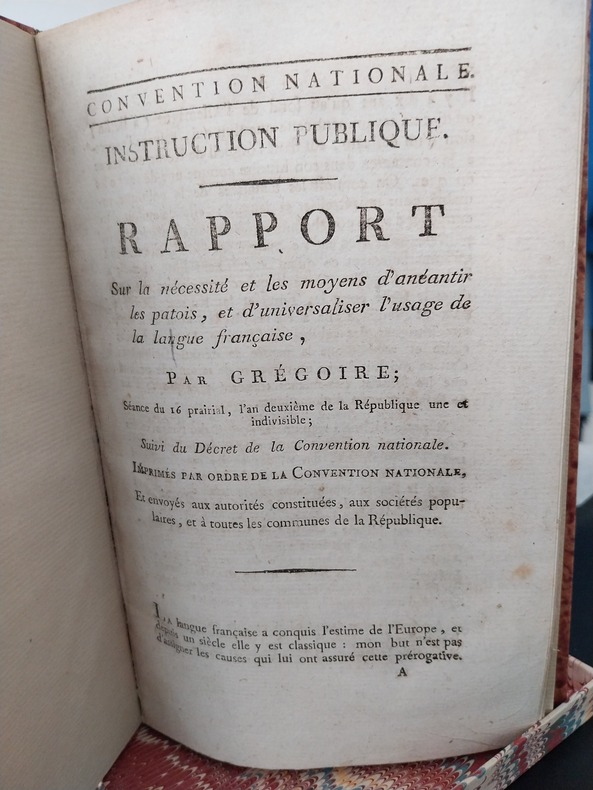 CONVENTION NATIONALE.
INSTRUCTION PUBLIQUE.
RAPPORT
Sur la nécessité et les moyens d'anéantir
les patois, et d'universaliser l'usage de
la langue française,
PAR GRÉGOIRE;
Séance du 16 prairial, l'an deuxième de la République une et
indivisible;
Suivi du Décret de la Convention nationale.
IMPRIMÉS PAR ORDRE DE LA CONVENTION NATIONALE,
Et envoyés aux autorités constituées, aux sociétés popu-
laires, et à toutes les communes de la République.
LA langue française a conquis l'estime de l'Europe, et
depuis un siècle elle y est classique : mon but n'est pas
d'assigner les causes qui lui ont assuré cette prérogative.
A